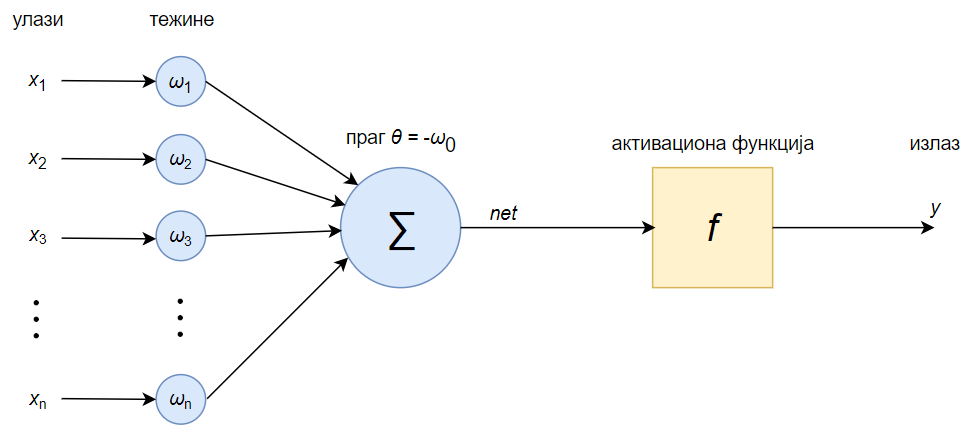 улази
тежине
x1
ω1
праг θ = -ω0
активациона функција
излаз
x2
ω2
x3
ω3
∑
net
f
y
xn
ωn